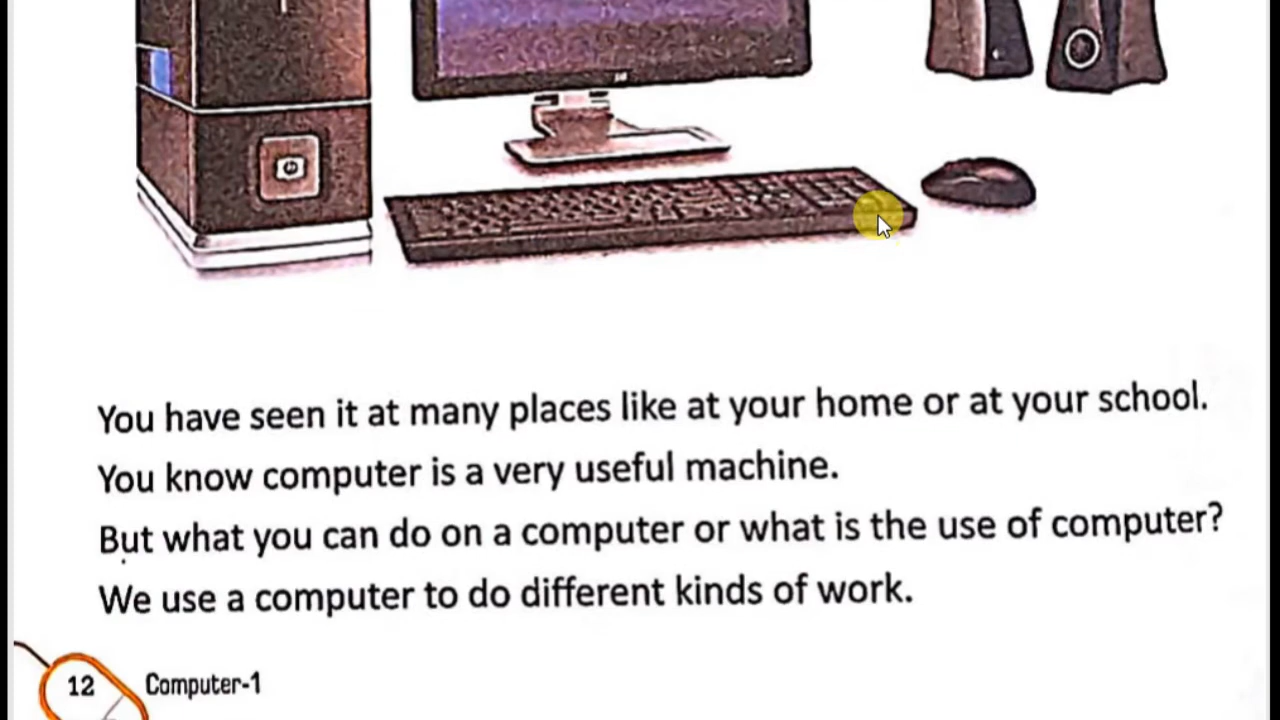 You have seen it at many places like at your home or at your school.
You know computer is a very useful machine.
But what you can do on a computer or what is the use of computer?
We use a computer to do different kinds of work.
12 Computer-1